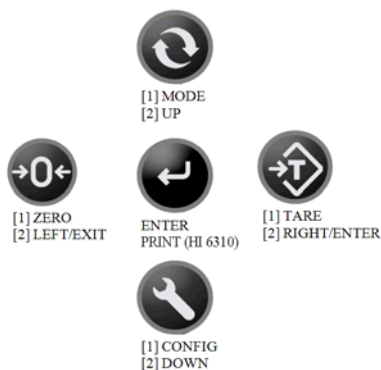 [1] MODE
[2] UP
0
[1] ZERO
[2] LEFT/EXIT
ENTER
PRINT (HI 6310)
T
[1] TARE
[2] RIGHT/ENTER
[1] CONFIG
[2] DOWN